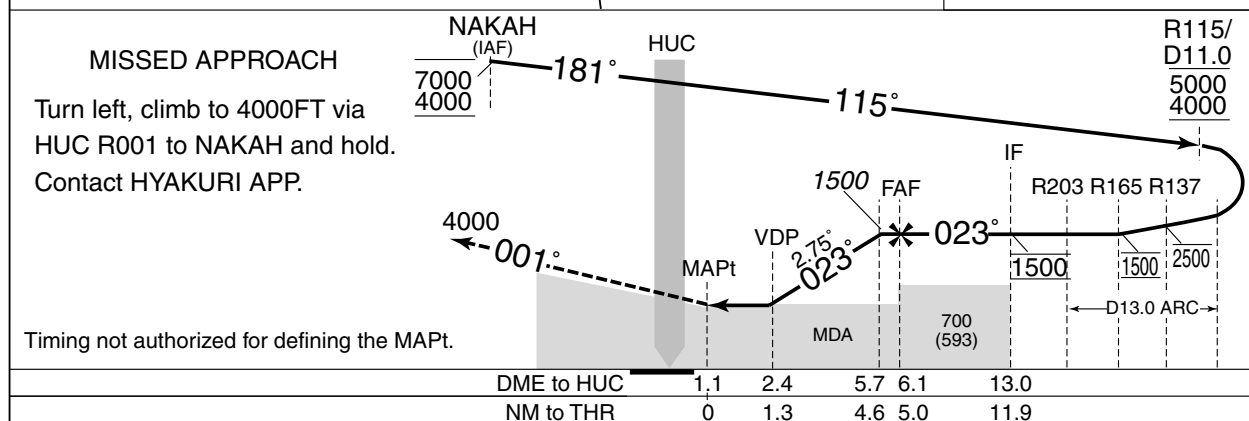 MISSED APPROACH
Turn left, climb to 4000FT via
HUC R001 to NAKAH and hold.
Contact HYAKURI APP.
Timing not authorized for defining the MAPt.
NAKAH
(IAF)
7000
4000
181°
HUC
115°
R115/
D11.0
5000
4000
IF
R203 R165 R137
1500
FAF
023°
VDP
2.75°
023°
MAPt
4000
001°
1500
1500
2500
D13.0 ARC
MDA
700
(593)
DME to HUC 1.1 2.4 5.7 6.1 13.0
NM to THR 0 1.3 4.6 5.0 11.9